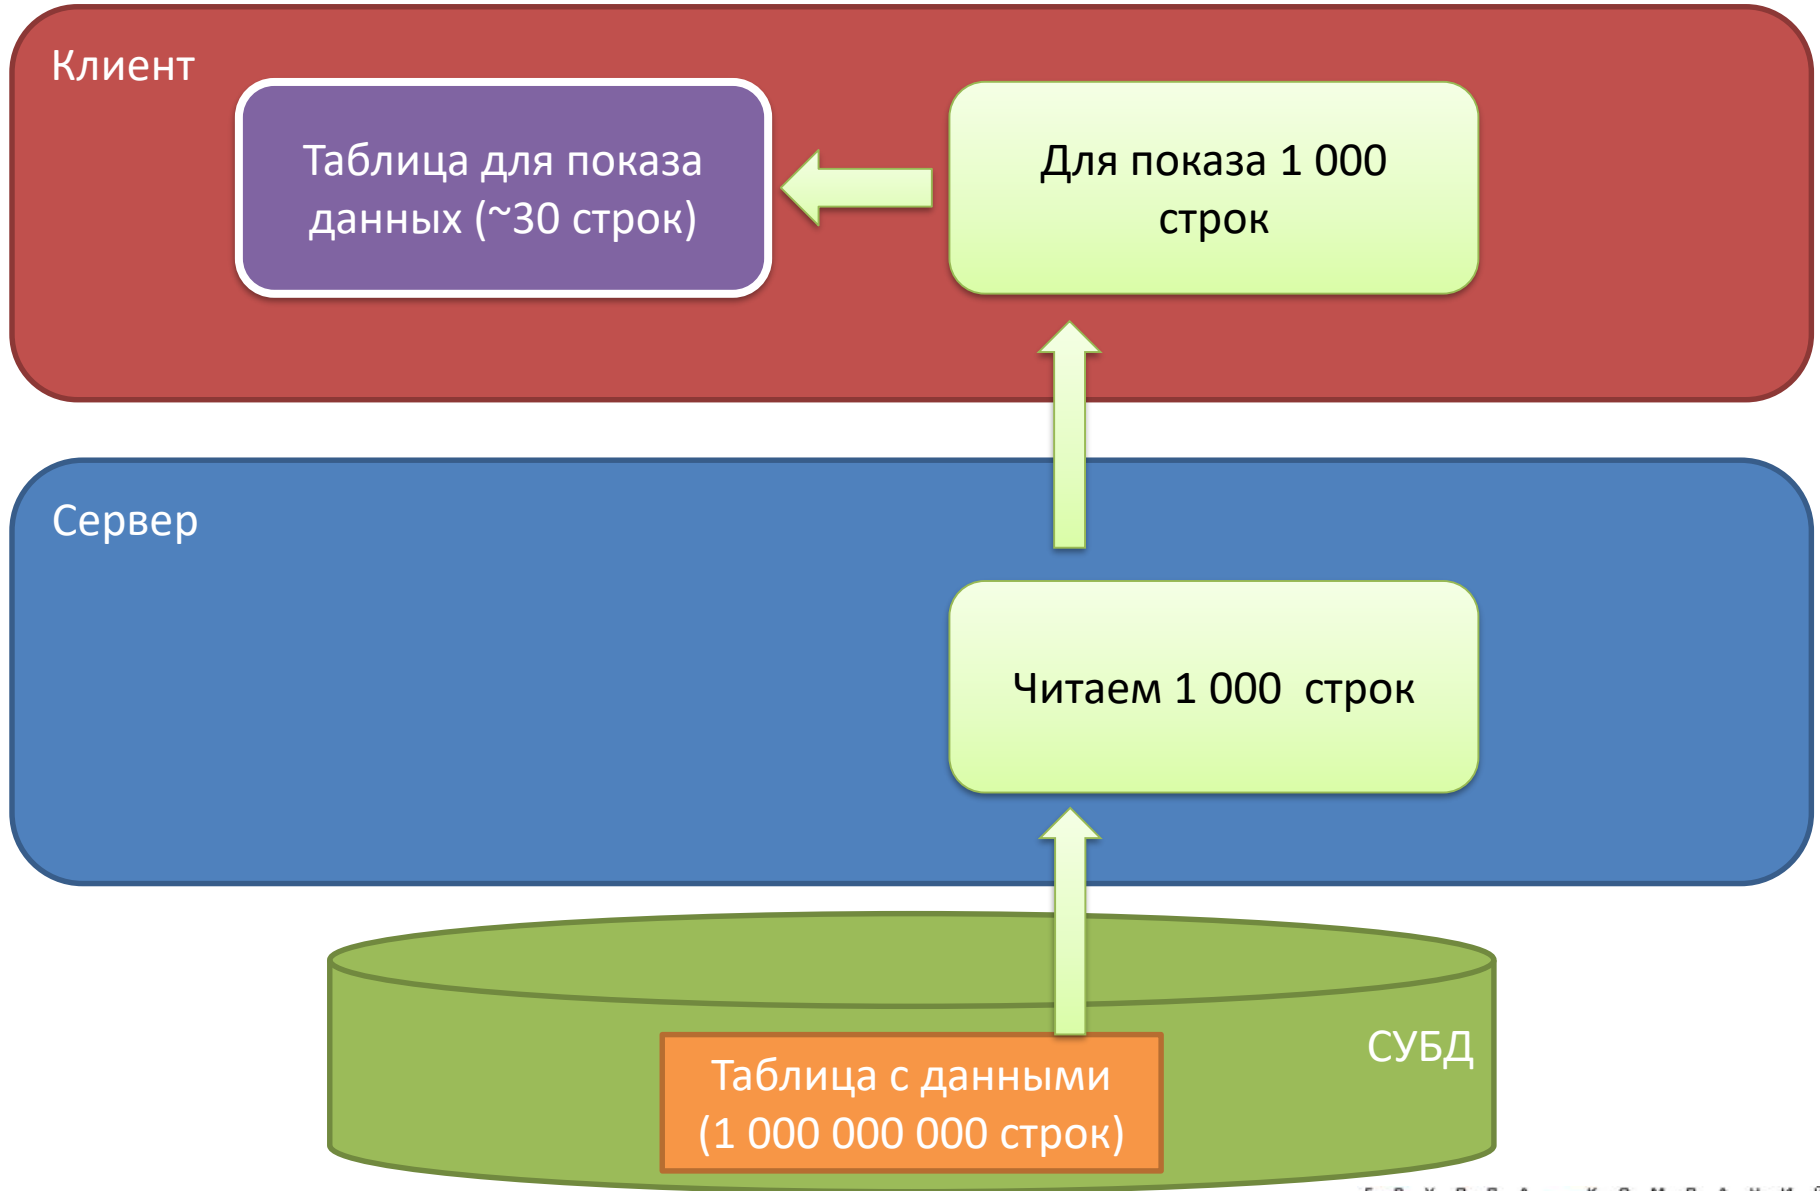 Клиент
Таблица для показа
данных (~30 строк)
Для показа 1 000
строк
Сервер
Читаем 1 000 строк
СУБД
Таблица с данными
(1 000 000 000 строк)